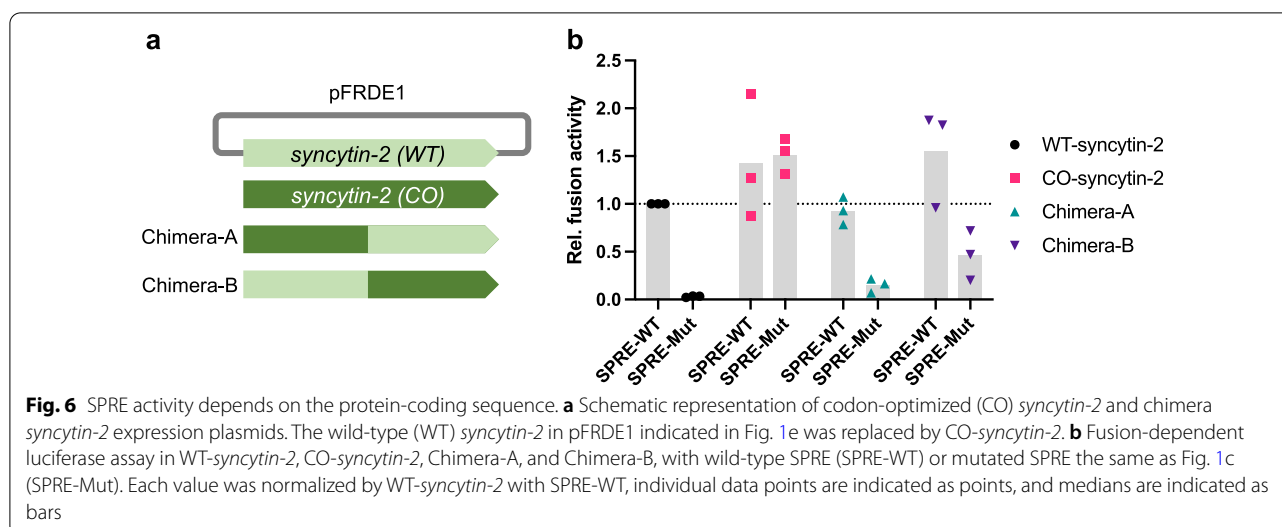 a
pFRDE1
syncytin-2 (WT)
syncytin-2 (CO)
Chimera-A
Chimera-B
b
Rel. fusion activity
2.5
2.0
1.5
1.0
0.5
0.0
SPRE-WT
SPRE-Mut
SPRE-WT
SPRE-Mut
SPRE-WT
SPRE-Mut
SPRE-WT
SPRE-Mut
WT-syncytin-2
CO-syncytin-2
Chimera-A
Chimera-B
Fig. 6 SPRE activity depends on the protein-coding sequence. a Schematic representation of codon-optimized (CO) syncytin-2 and chimera
syncytin-2 expression plasmids. The wild-type (WT) syncytin-2 in pFRDE1 indicated in Fig. 1e was replaced by CO-syncytin-2. b Fusion-dependent
luciferase assay in WT-syncytin-2, CO-syncytin-2, Chimera-A, and Chimera-B, with wild-type SPRE (SPRE-WT) or mutated SPRE the same as Fig. 1c
(SPRE-Mut). Each value was normalized by WT-syncytin-2 with SPRE-WT, individual data points are indicated as points, and medians are indicated as
bars